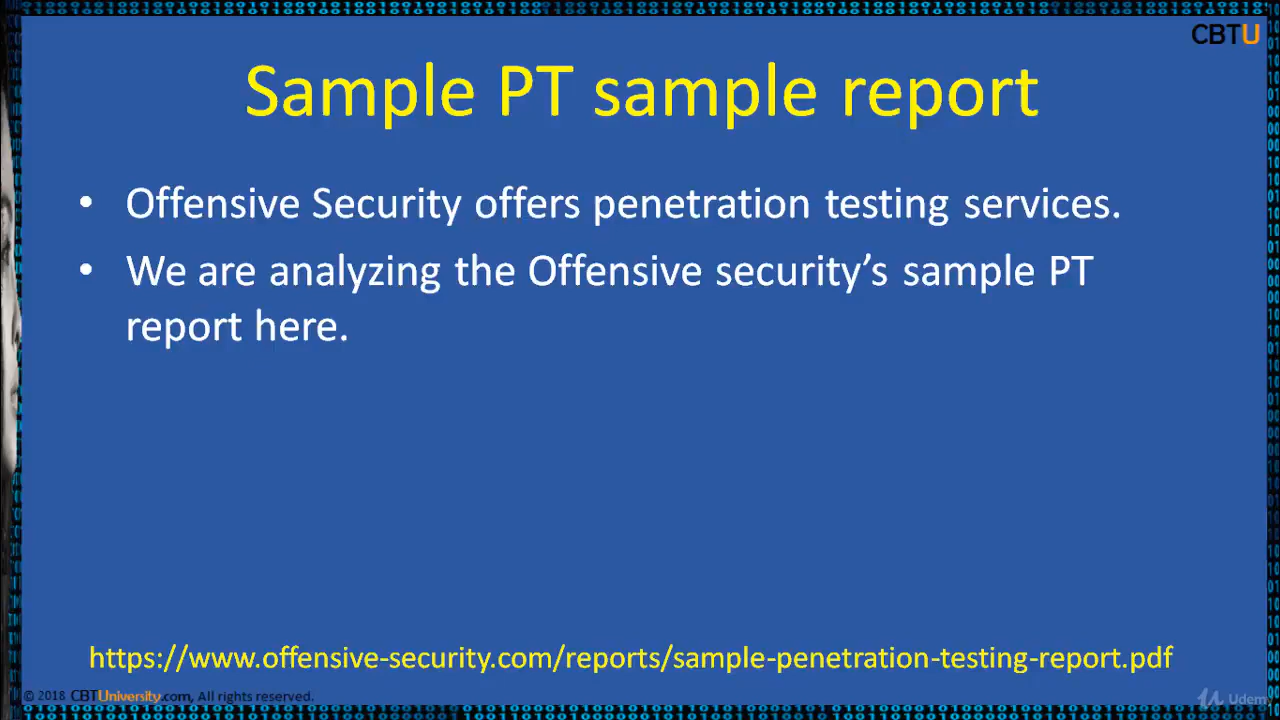 CBTU
Sample PT sample report
• Offensive Security offers penetration testing services.
• We are analyzing the Offensive security’s sample PT
report here.
https://www.offensive-security.com/reports/sample-penetration-testing-report.pdf
© 2018 CBTUniversity.com, All rights reserved.
Udemy